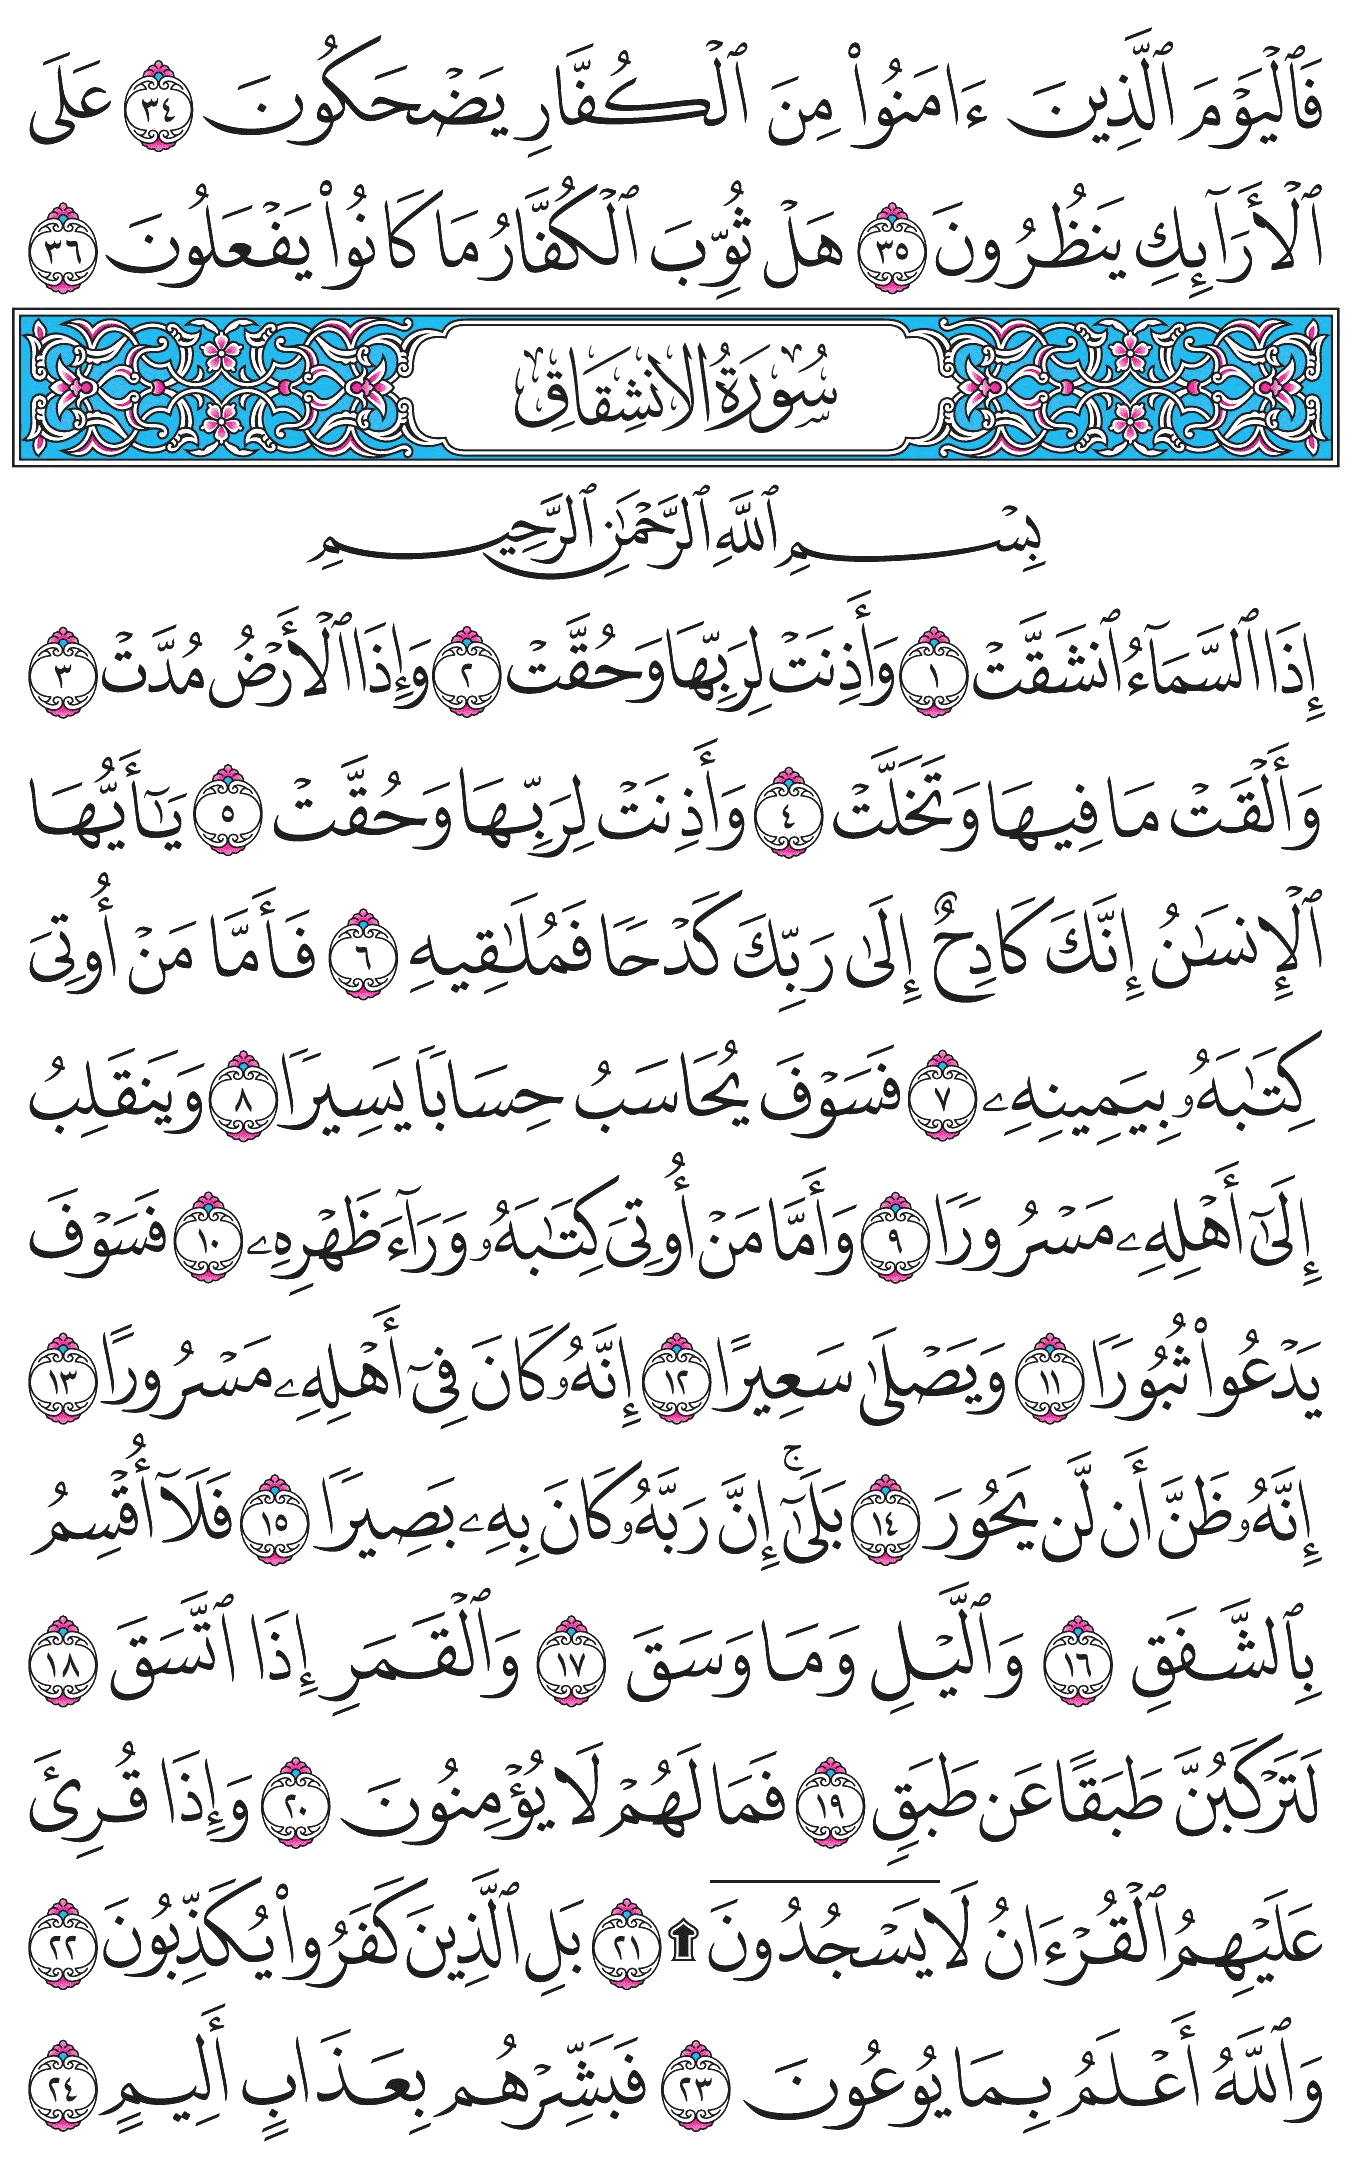 فَٱلۡيَوۡمَ ٱلَّذِينَ ءَامَنُواْ مِنَ ٱلۡكُفَّارِ يَضۡحَكُونَ ٣٤ عَلَى
ٱلۡأَرَآئِكِ يَنظُرُونَ ٣٥ هَلۡ ثُوِّبَ ٱلۡكُفَّارُ مَا كَانُواْ يَفۡعَلُونَ ٣٦
سُورَةُ الانشِقَاقِ
بِسۡمِ ٱللَّهِ ٱلرَّحۡمَٰنِ ٱلرَّحِيمِ
إِذَا ٱلسَّمَآءُ ٱنشَقَّتۡ ١ وَأَذِنَتۡ لِرَبِّهَا وَحُقَّتۡ ٢ وَإِذَا ٱلۡأَرۡضُ مُدَّتۡ ٣
وَأَلۡقَتۡ مَا فِيهَا وَتَخَلَّتۡ ٤ وَأَذِنَتۡ لِرَبِّهَا وَحُقَّتۡ ٥ يَٰٓأَيُّهَا
ٱلۡإِنسَٰنُ إِنَّكَ كَادِحٌ إِلَىٰ رَبِّكَ كَدۡحٗا فَمُلَٰقِيهِ ٦ فَأَمَّا مَنۡ أُوتِيَ
كِتَٰبَهُۥ بِيَمِينِهِۦ ٧ فَسَوۡفَ يُحَاسَبُ حِسَابٗا يَسِيرٗا ٨ وَيَنقَلِبُ
إِلَىٰٓ أَهۡلِهِۦ مَسۡرُورٗا ٩ وَأَمَّا مَنۡ أُوتِيَ كِتَٰبَهُۥ وَرَآءَ ظَهۡرِهِۦ ١٠ فَسَوۡفَ
يَدۡعُواْ ثُبُورٗا ١١ وَيَصۡلَىٰ سَعِيرًا ١٢ إِنَّهُۥ كَانَ فِيٓ أَهۡلِهِۦ مَسۡرُورًا ١٣
إِنَّهُۥ ظَنَّ أَن لَّن يَحُورَ ١٤ بَلَىٰٓۚ إِنَّ رَبَّهُۥ كَانَ بِهِۦ بَصِيرٗا ١٥ فَلَآ أُقۡسِمُ
بِٱلشَّفَقِ ١٦ وَٱلَّيۡلِ وَمَا وَسَقَ ١٧ وَٱلۡقَمَرِ إِذَا ٱتَّسَقَ ١٨
لَتَرۡكَبُنَّ طَبَقًا عَن طَبَقٖ ١٩ فَمَا لَهُمۡ لَا يُؤۡمِنُونَ ٢٠ وَإِذَا قُرِئَ
عَلَيۡهِمُ ٱلۡقُرۡءَانُ لَا يَسۡجُدُونَۤ ۩ ٢١ بَلِ ٱلَّذِينَ كَفَرُواْ يُكَذِّبُونَ ٢٢
وَٱللَّهُ أَعۡلَمُ بِمَا يُوعُونَ ٢٣ فَبَشِّرۡهُم بِعَذَابٍ أَلِيمٍ ٢٤